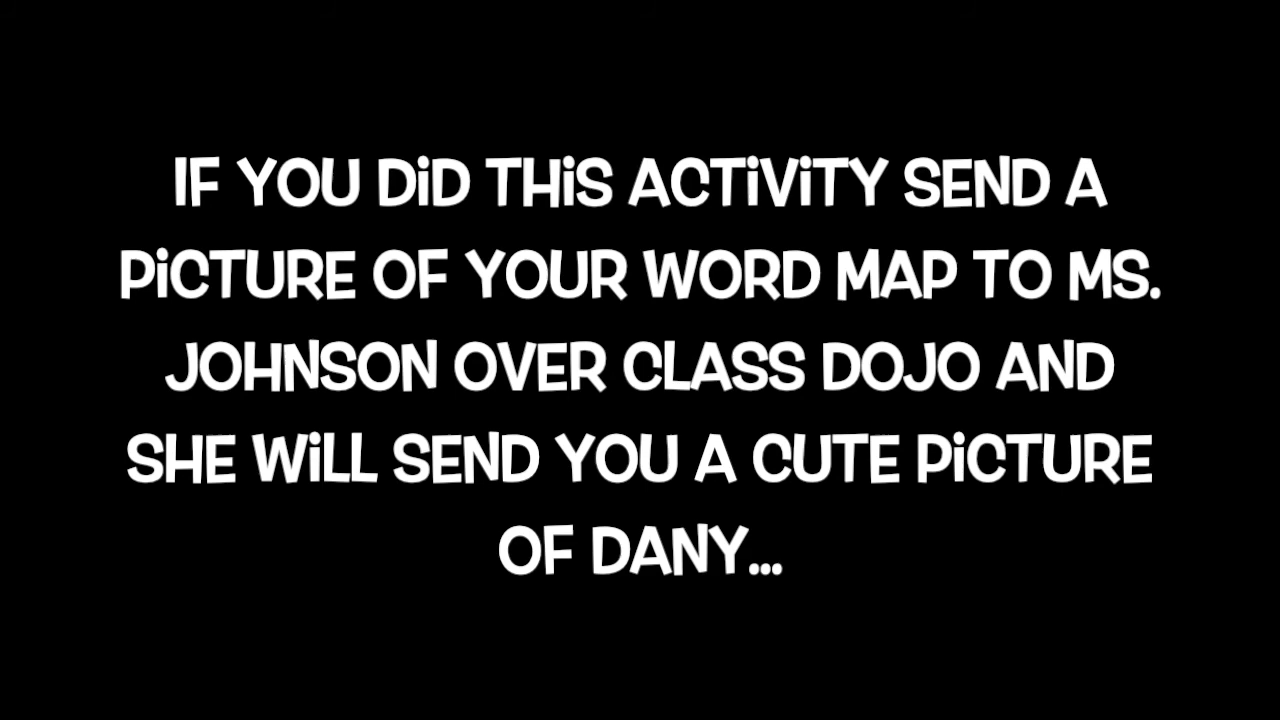 IF YOU DID THIS ACTIVITY SEND A
PICTURE OF YOUR WORD MAP TO MS.
JOHNSON OVER CLASS DOJO AND
SHE WILL SEND YOU A CUTE PICTURE
OF DANY...